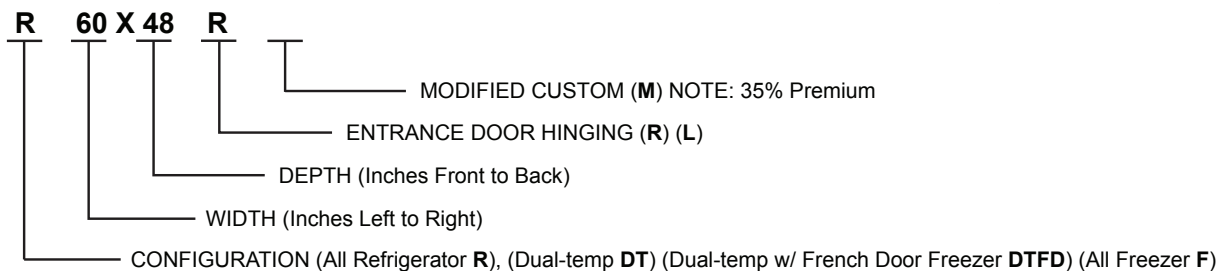 R 60 X 48 R
MODIFIED CUSTOM (M) NOTE: 35% Premium
ENTRANCE DOOR HINGING (R) (L)
DEPTH (Inches Front to Back)
WIDTH (Inches Left to Right)
CONFIGURATION (All Refrigerator R), (Dual-temp DT) (Dual-temp w/ French Door Freezer DTFD) (All Freezer F)